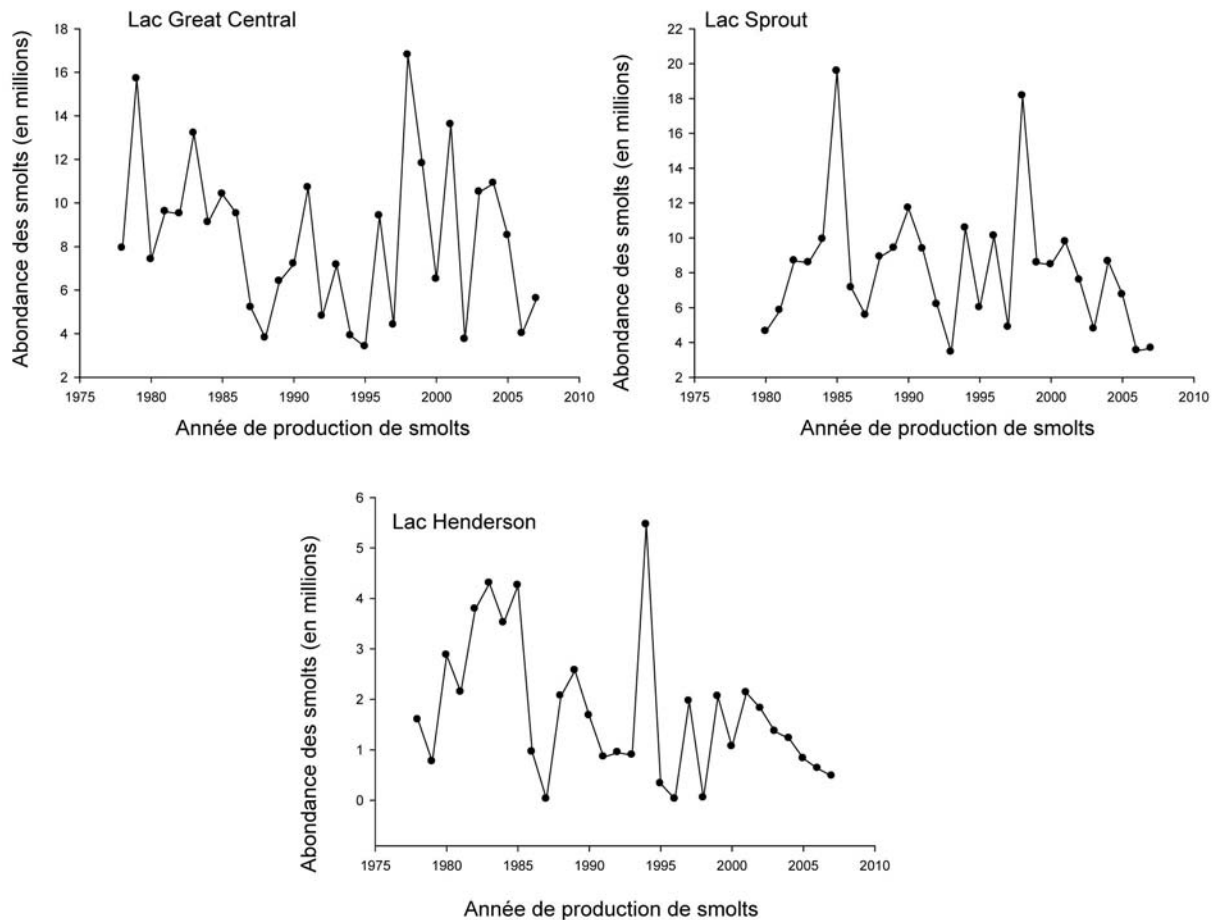 Lac Great Central
Abondance des smolts (en millions)
18
16
14
12
10
8
6
4
2
1975 1980 1985 1990 1995 2000 2005 2010
Année de production de smolts
Lac Sprout
Abondance des smolts (en millions)
22
20
18
16
14
12
10
8
6
4
2
1975 1980 1985 1990 1995 2000 2005 2010
Année de production de smolts
Lac Henderson
Abondance des smolts (en millions)
6
5
4
3
2
1
0
1975 1980 1985 1990 1995 2000 2005 2010
Année de production de smolts